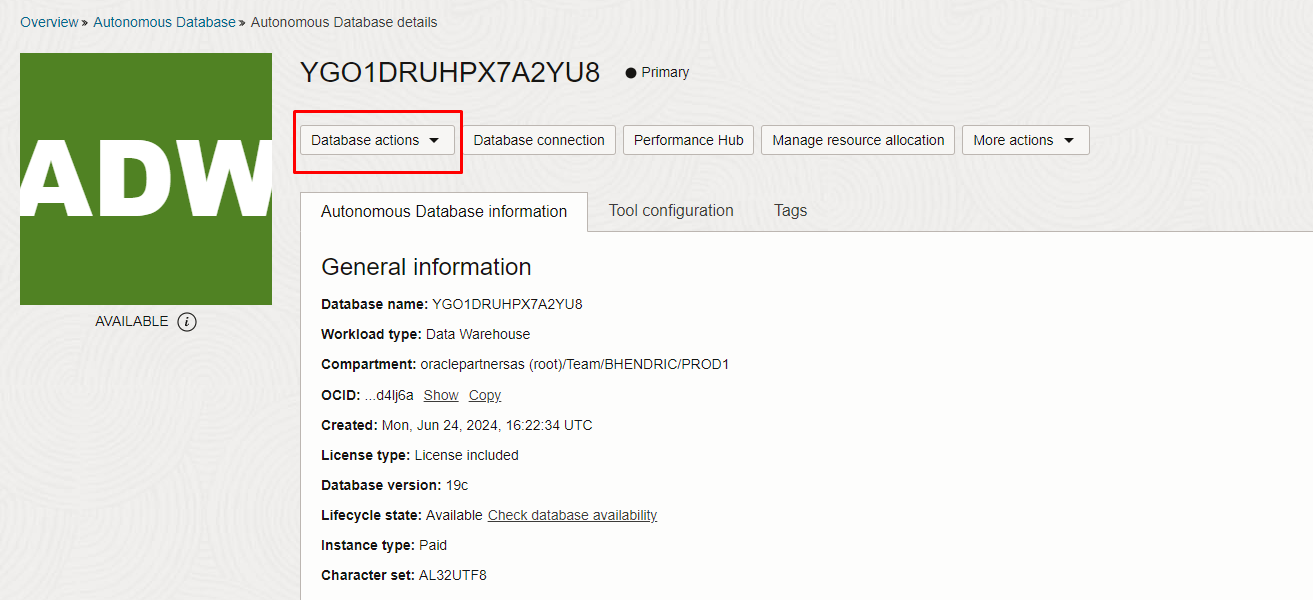 Overview » Autonomous Database » Autonomous Database details
ADW
AVAILABLE i
YGO1DRUHPX7A2YU8 Primary
Database actions Database connection Performance Hub Manage resource allocation More actions
Autonomous Database information Tool configuration Tags
General information
Database name: YGO1DRUHPX7A2YU8
Workload type: Data Warehouse
Compartment: oraclepartnersas (root)/Team/BHENDRIC/PROD1
OCID: ...d4lj6a Show Copy
Created: Mon, Jun 24, 2024, 16:22:34 UTC
License type: License included
Database version: 19c
Lifecycle state: Available Check database availability
Instance type: Paid
Character set: AL32UTF8